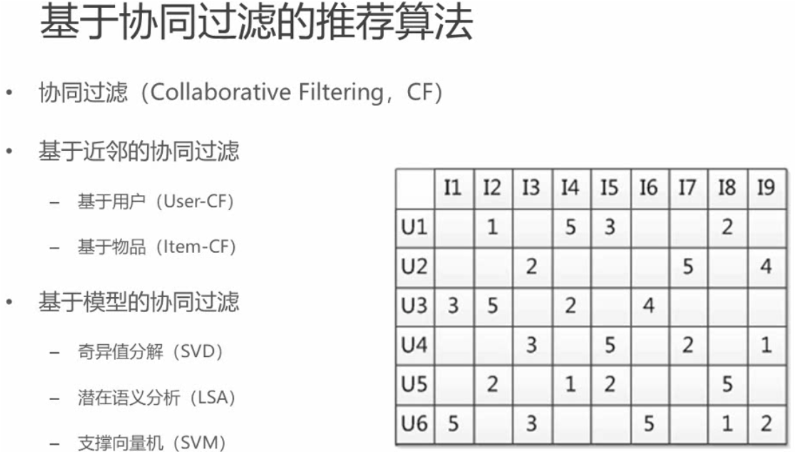 基于协同过滤的推荐算法
• 协同过滤（Collaborative Filtering，CF）
• 基于近邻的协同过滤
– 基于用户（User-CF）
– 基于物品（Item-CF）
• 基于模型的协同过滤
– 奇异值分解（SVD）
– 潜在语义分析（LSA）
– 支撑向量机（SVM）
I1 I2 I3 I4 I5 I6 I7 I8 I9
U1 1 5 3 2
U2 2 5 4
U3 3 5 2 4
U4 3 5 2 1
U5 2 1 2 5
U6 5 3 5 1 2